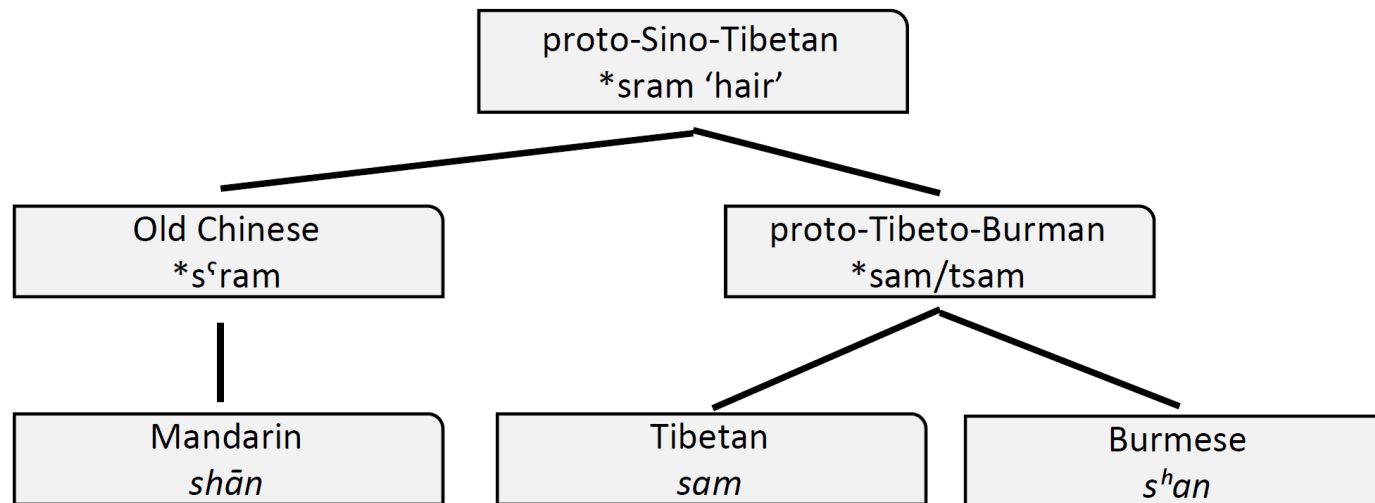 proto-Sino-Tibetan
*sram ‘hair’
Old Chinese
*sˤram
proto-Tibeto-Burman
*sam/tsam
Mandarin
shān
Tibetan
sam
Burmese
sʰan